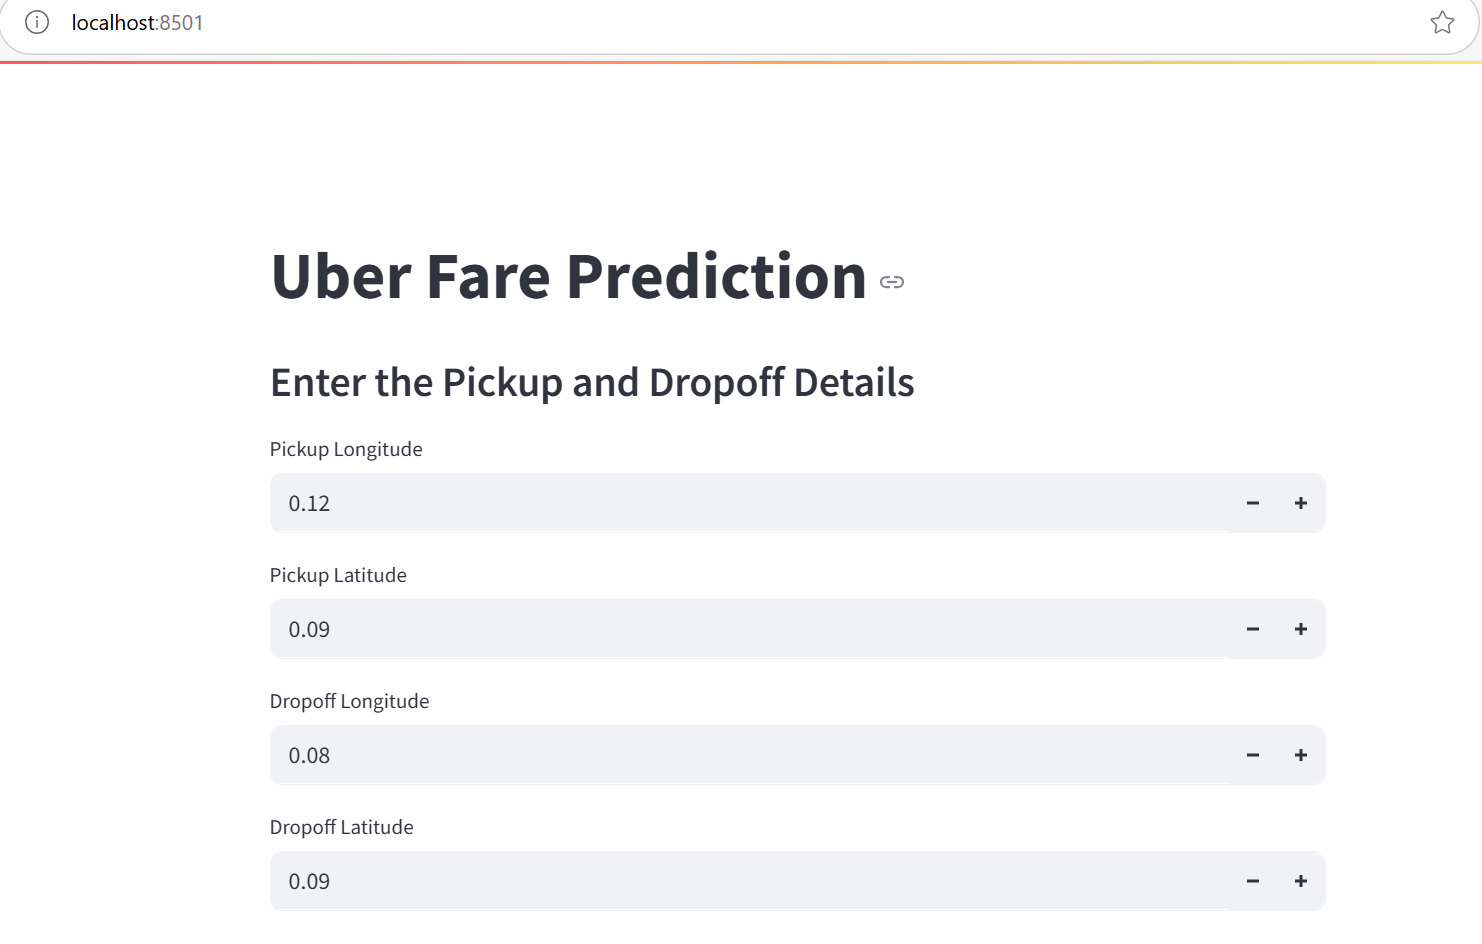 localhost:8501
Uber Fare Prediction
Enter the Pickup and Dropoff Details
Pickup Longitude
0.12
Pickup Latitude
0.09
Dropoff Longitude
0.08
Dropoff Latitude
0.09